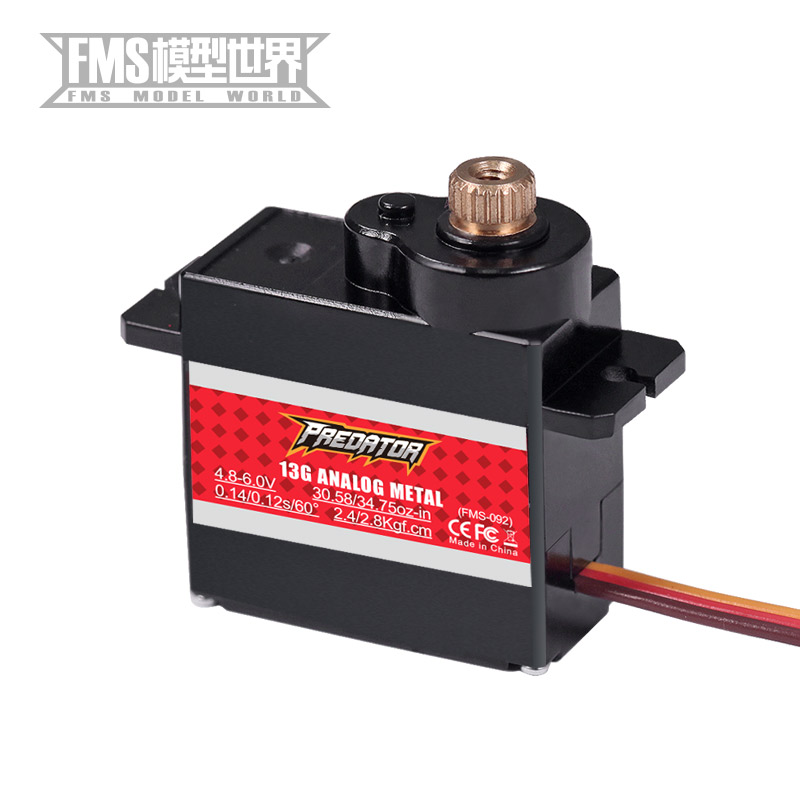 FMS模型世界
FMS MODEL WORLD
PREDATOR
13G ANALOG METAL
4.8-6.0V 30.58/34.75oz-in
0.14/0.12s/60° 2.4/2.8Kgf.cm
(FMS-092)
CE FC
Made in China